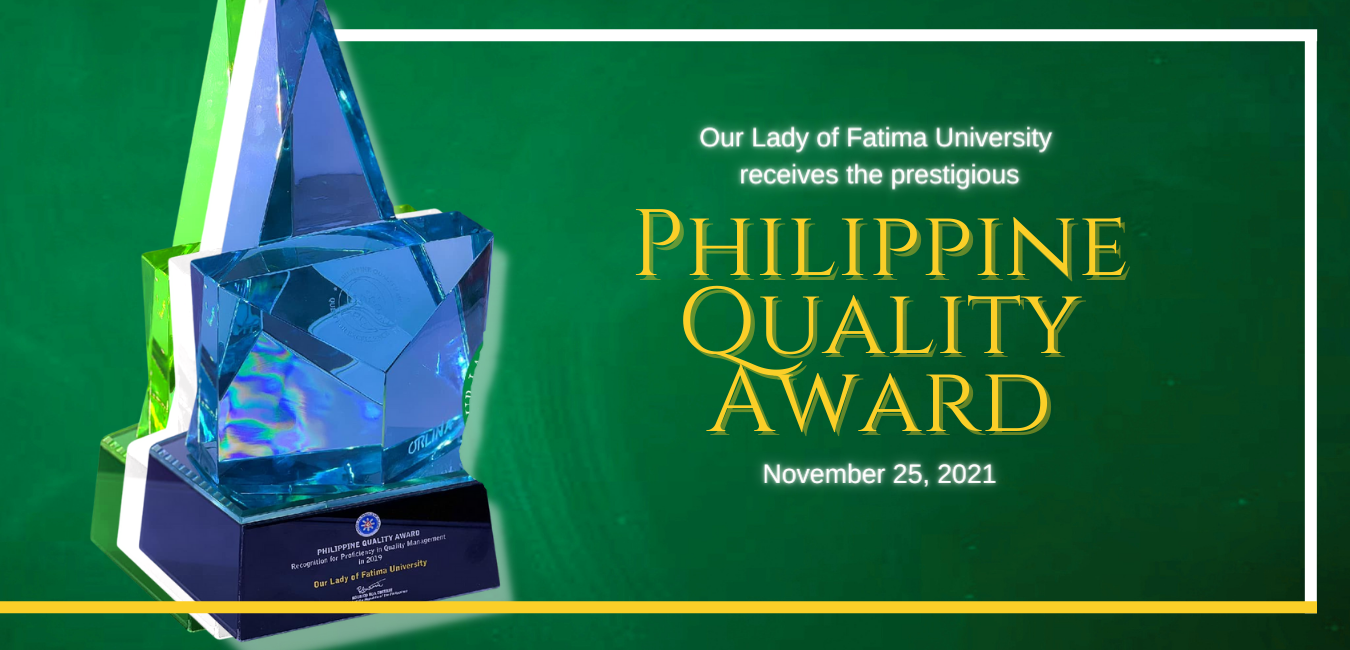 Our Lady of Fatima University
receives the prestigious
PHILIPPINE
QUALITY
AWARD
November 25, 2021
ORLINA
PHILIPPINE QUALITY AWARD
Recognition for Proficiency in Quality Management
in 2019
Our Lady of Fatima University